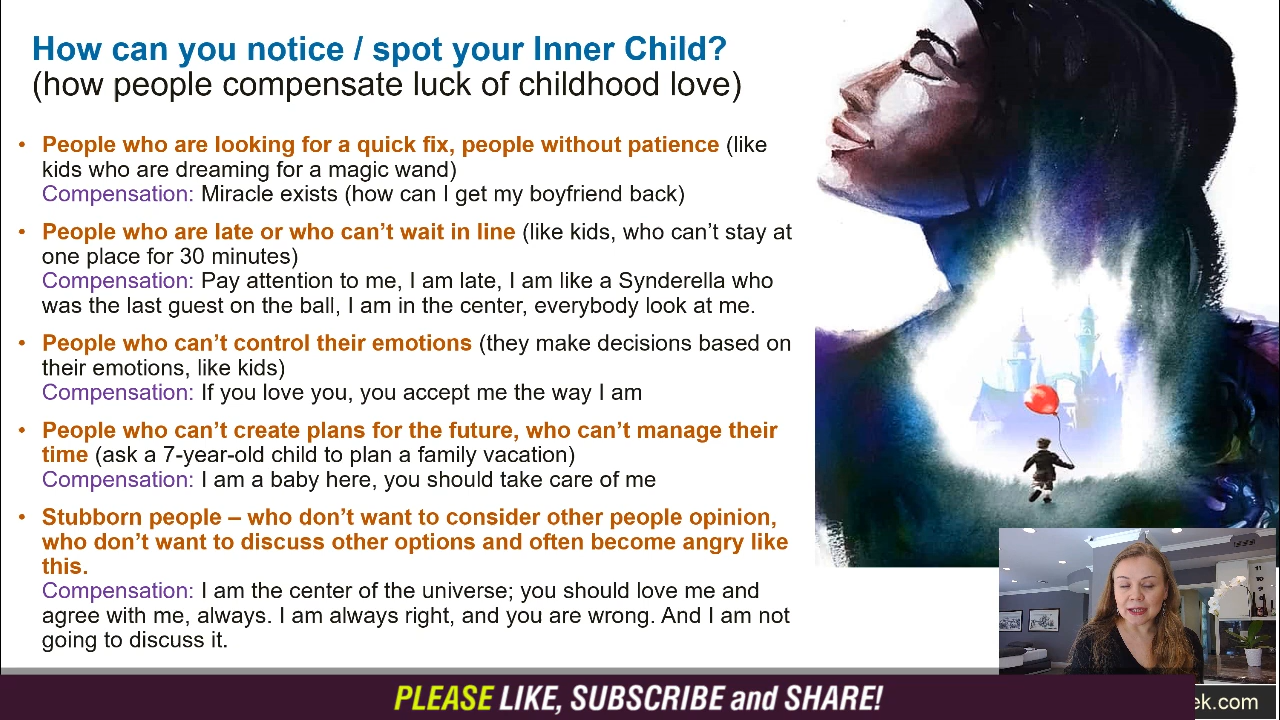 How can you notice / spot your Inner Child?
(how people compensate luck of childhood love)
• People who are looking for a quick fix, people without patience (like
kids who are dreaming for a magic wand)
Compensation: Miracle exists (how can I get my boyfriend back)
• People who are late or who can't wait in line (like kids, who can't stay at
one place for 30 minutes)
Compensation: Pay attention to me, I am late, I am like a Synderella who
was the last guest on the ball, I am in the center, everybody look at me.
• People who can't control their emotions (they make decisions based on
their emotions, like kids)
Compensation: If you love you, you accept me the way I am
• People who can't create plans for the future, who can't manage their
time (ask a 7-year-old child to plan a family vacation)
Compensation: I am a baby here, you should take care of me
• Stubborn people – who don't want to consider other people opinion,
who don't want to discuss other options and often become angry like
this.
Compensation: I am the center of the universe; you should love me and
agree with me, always. I am always right, and you are wrong. And I am not
going to discuss it.
PLEASE LIKE, SUBSCRIBE and SHARE!
ek.com